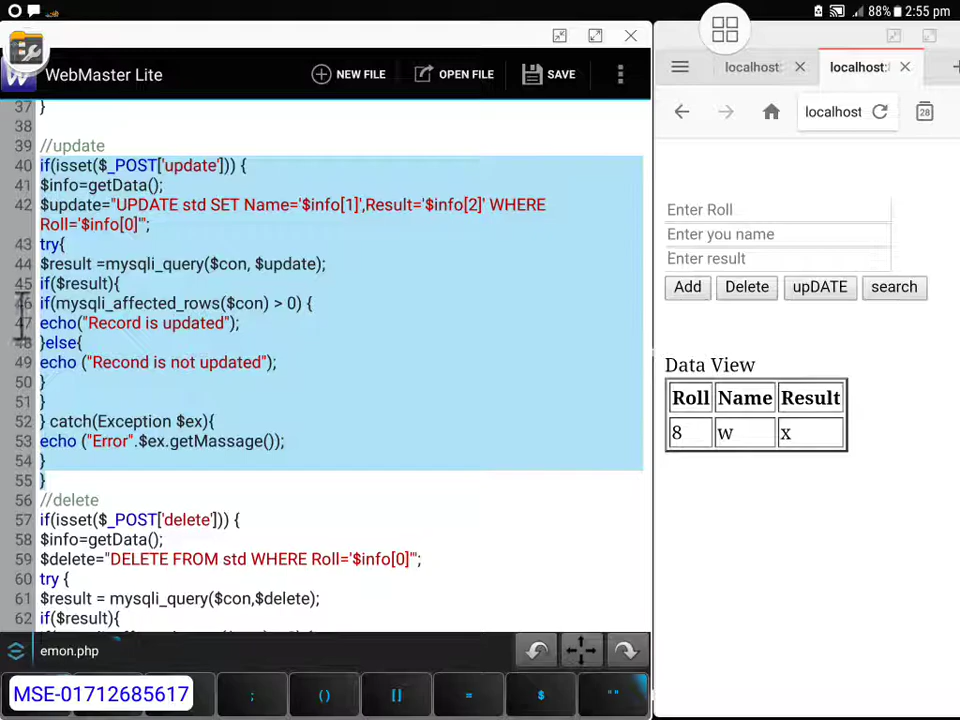 88% 2:55 pm
WebMaster Lite
NEW FILE
OPEN FILE
SAVE
37 }
38
39 //update
40 if(isset($_POST['update'])) {
41 $info=getData();
42 $update="UPDATE std SET Name='$info[1]',Result='$info[2]' WHERE
Roll='$info[0]'";
43 try{
44 $result =mysqli_query($con, $update);
45 if($result){
46 if(mysqli_affected_rows($con) > 0) {
47 echo("Record is updated");
48 }else{
49 echo ("Recond is not updated");
50 }
51 }
52 } catch(Exception $ex){
53 echo ("Error".$ex.getMassage());
54 }
55 }
56 //delete
57 if(isset($_POST['delete'])) {
58 $info=getData();
59 $delete="DELETE FROM std WHERE Roll='$info[0]'";
60 try {
61 $result = mysqli_query($con,$delete);
62 if($result){
emon.php
MSE-01712685617
; () [] = $ ""
localhost:
localhost:
localhost
28
Enter Roll
Enter you name
Enter result
Add Delete upDATE search
Data View
Roll Name Result
8 w x